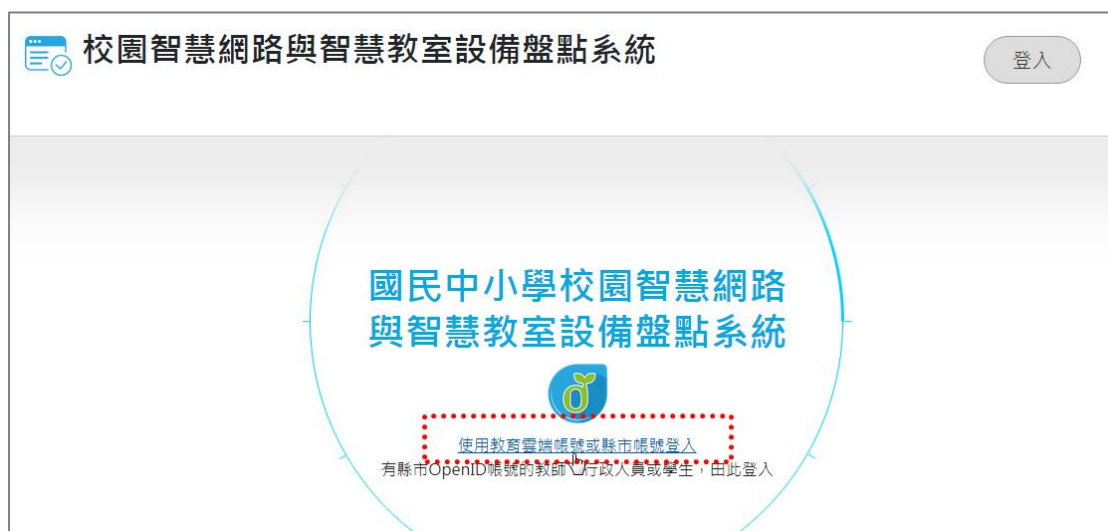 校園智慧網路與智慧教室設備盤點系統
登入
國民中小學校園智慧網路
與智慧教室設備盤點系統
使用教育雲端帳號或縣市帳號登入
有縣市OpenID帳號的教師、行政人員或學生，由此登入